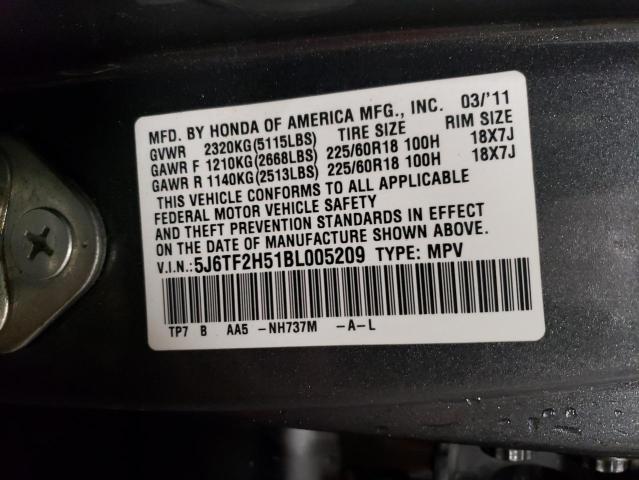 MFD. BY HONDA OF AMERICA MFG., INC. 03/'11
GVWR 2320KG(5115LBS) TIRE SIZE RIM SIZE
GAWR F 1210KG(2668LBS) 225/60R18 100H 18X7J
GAWR R 1140KG(2513LBS) 225/60R18 100H 18X7J
THIS VEHICLE CONFORMS TO ALL APPLICABLE
FEDERAL MOTOR VEHICLE SAFETY
AND THEFT PREVENTION STANDARDS IN EFFECT
ON THE DATE OF MANUFACTURE SHOWN ABOVE.
V.I.N.:5J6TF2H51BL005209 TYPE: MPV
TP7 B AA5 -NH737M -A-L